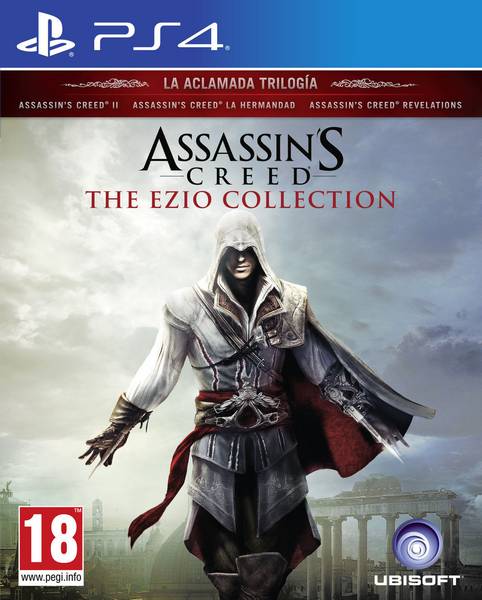 PS4
LA ACLAMADA TRILOGÍA
ASSASSIN'S CREED® II ASSASSIN'S CREED® LA HERMANDAD ASSASSIN'S CREED® REVELATIONS
ASSASSIN'S
CREED®
THE EZIO COLLECTION
18
www.pegi.info
UBISOFT